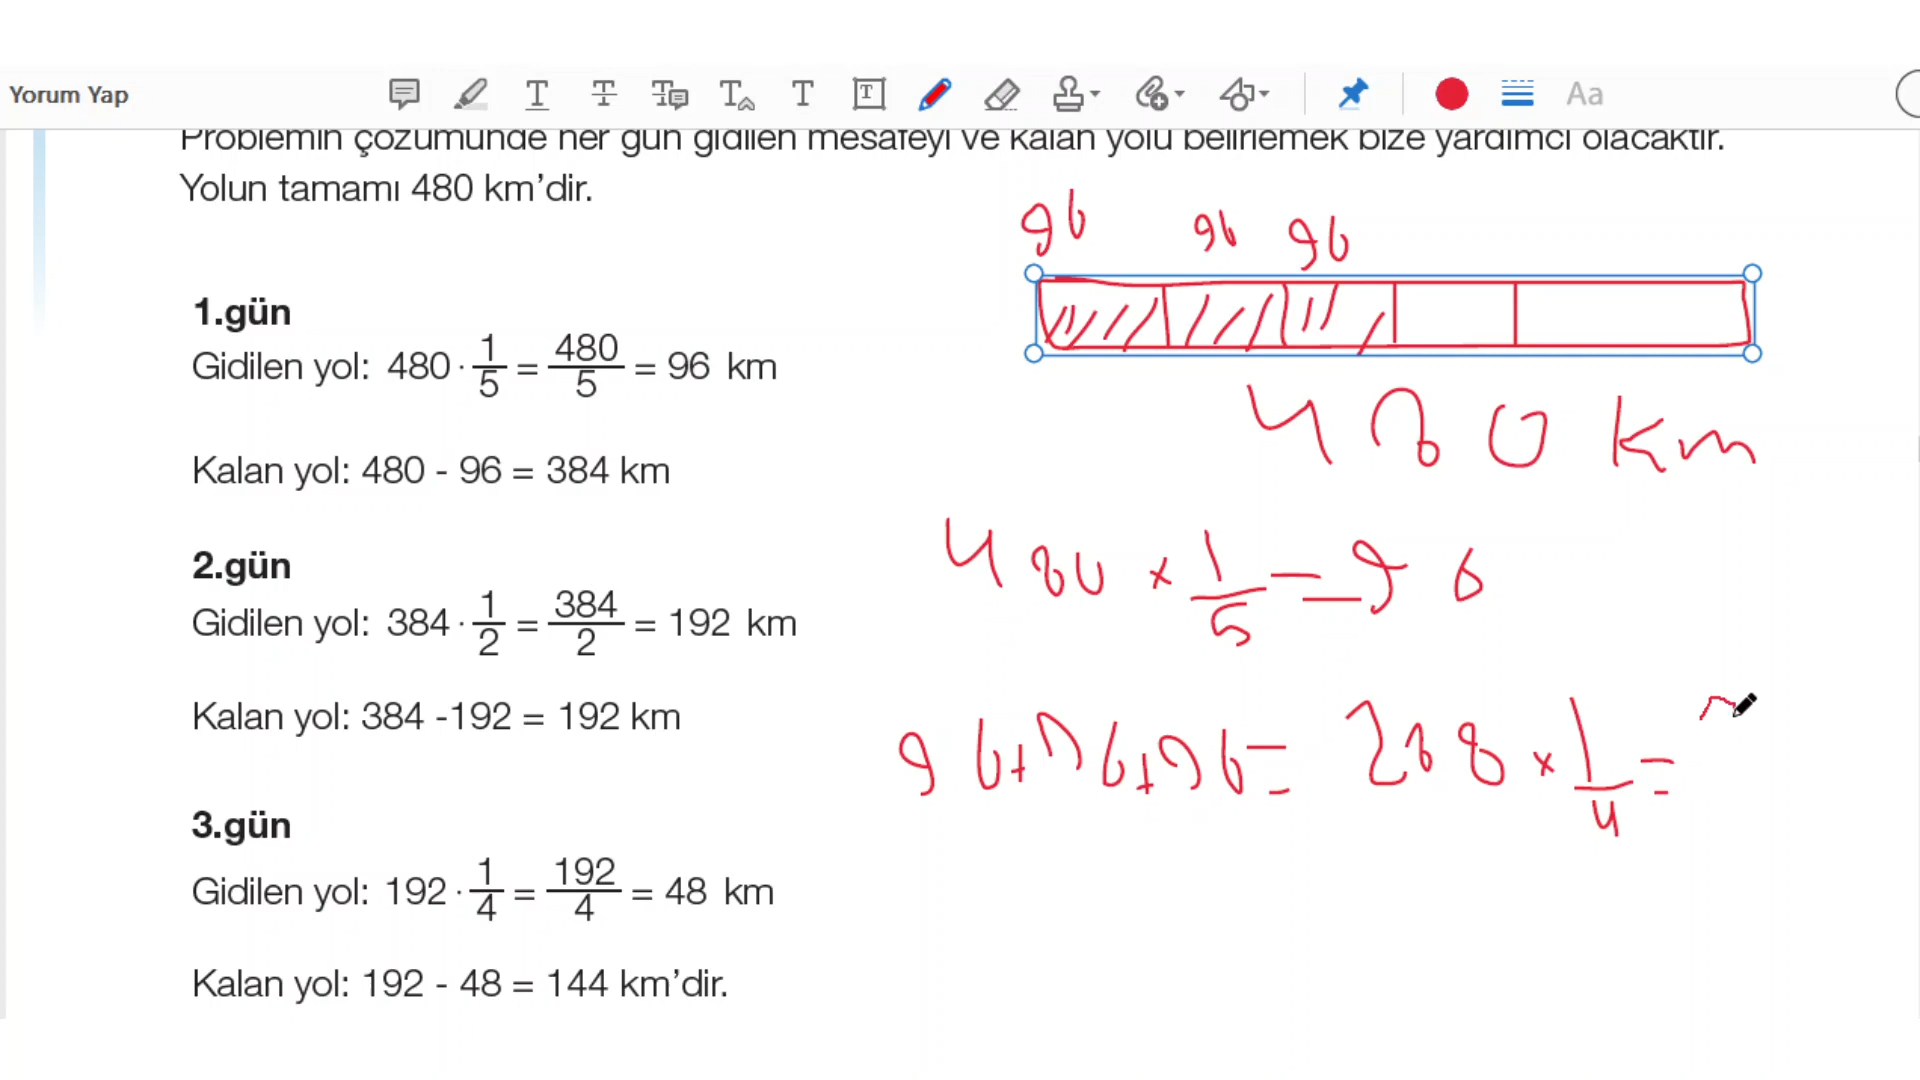 Yorum Yap
Aa
Problemin çözümünde her gün gidilen mesafeyi ve kalan yolu belirlemek bize yardımcı olacaktır.
Yolun tamamı 480 km’dir.
96 96 96
480 km
1.gün
Gidilen yol: 480 · 1/5 = 480/5 = 96 km
Kalan yol: 480 - 96 = 384 km
480 × 1/5 = 96
2.gün
Gidilen yol: 384 · 1/2 = 384/2 = 192 km
Kalan yol: 384 -192 = 192 km
96+96+96= 288 × 1/4 =
3.gün
Gidilen yol: 192 · 1/4 = 192/4 = 48 km
Kalan yol: 192 - 48 = 144 km’dir.